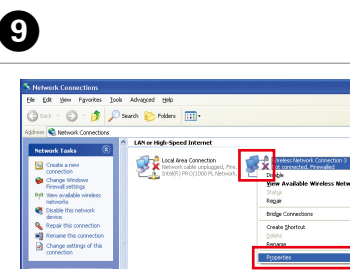 9
Network Connections
File Edit View Favorites Tools Advanced Help
Back Search Folders
Address Network Connections
Network Tasks
Create a new
connection
Change Windows
Firewall settings
View available wireless
networks
Disable this network
device
Repair this connection
Rename this connection
Change settings of this
connection
LAN or High-Speed Internet
Local Area Connection
Network cable unplugged, Fire...
Intel(R) PRO/1000 PL Network...
Wireless Network Connection 3
Not connected, Firewalled
Disable
View Available Wireless Netw
Status
Repair
Bridge Connections
Create Shortcut
Delete
Rename
Properties